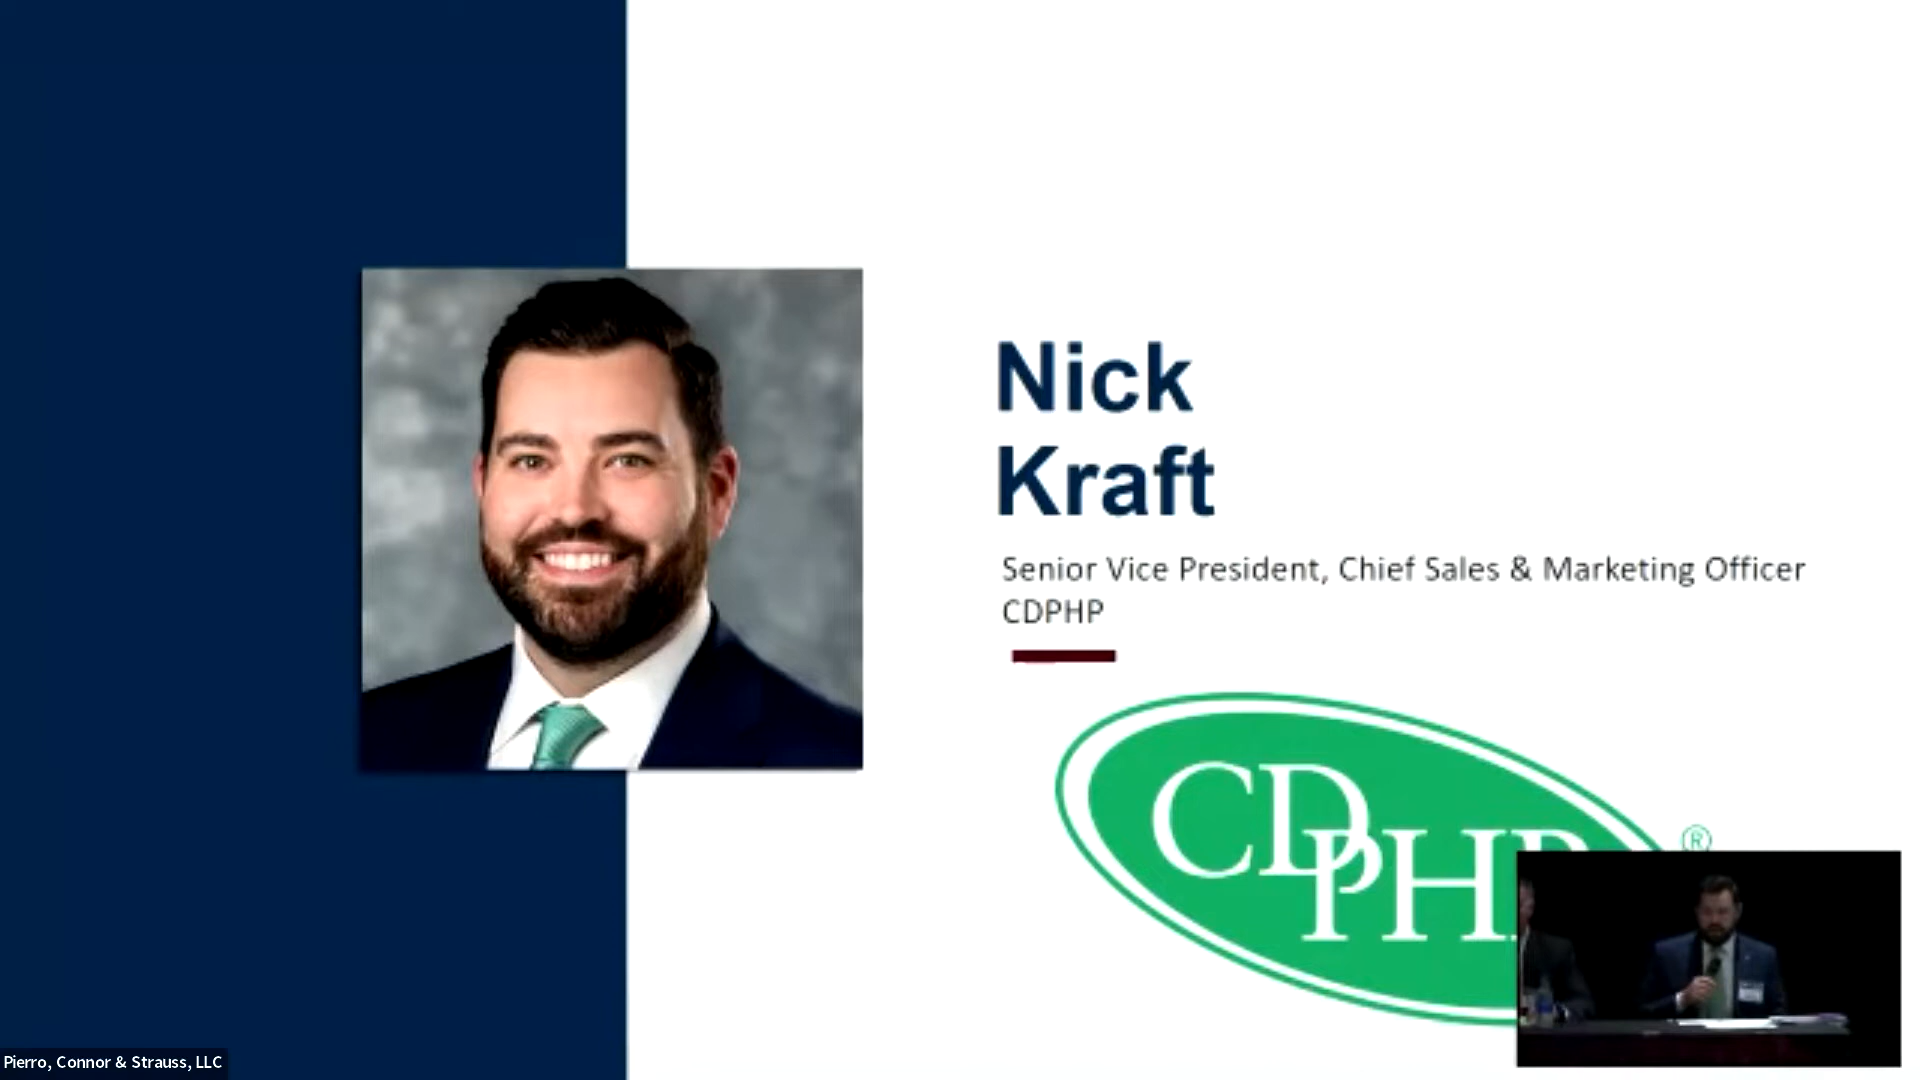 Nick
Kraft
Senior Vice President, Chief Sales & Marketing Officer
CDPHP
CDPHP
®
Pierro, Connor & Strauss, LLC